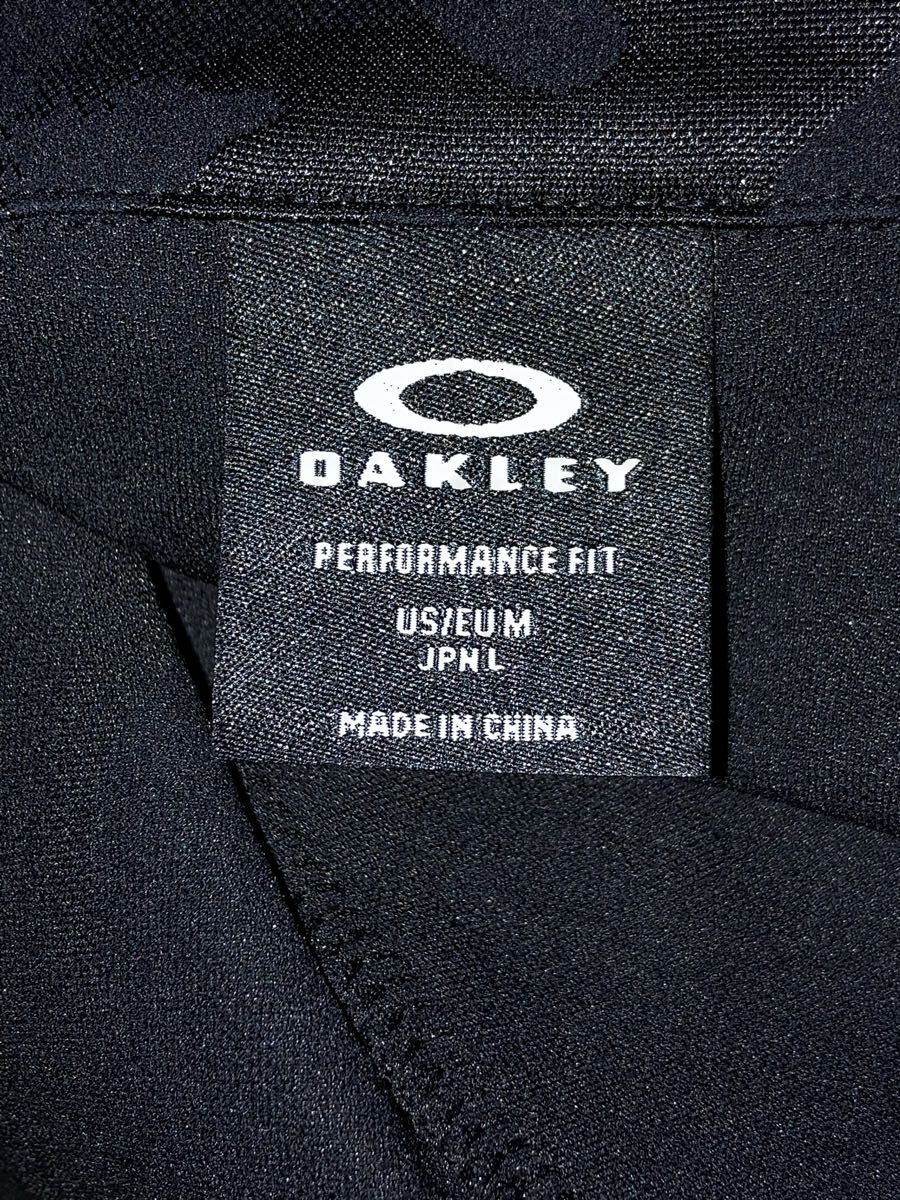 OAKLEY
PERFORMANCE FIT
US/EU M
JPN L
MADE IN CHINA